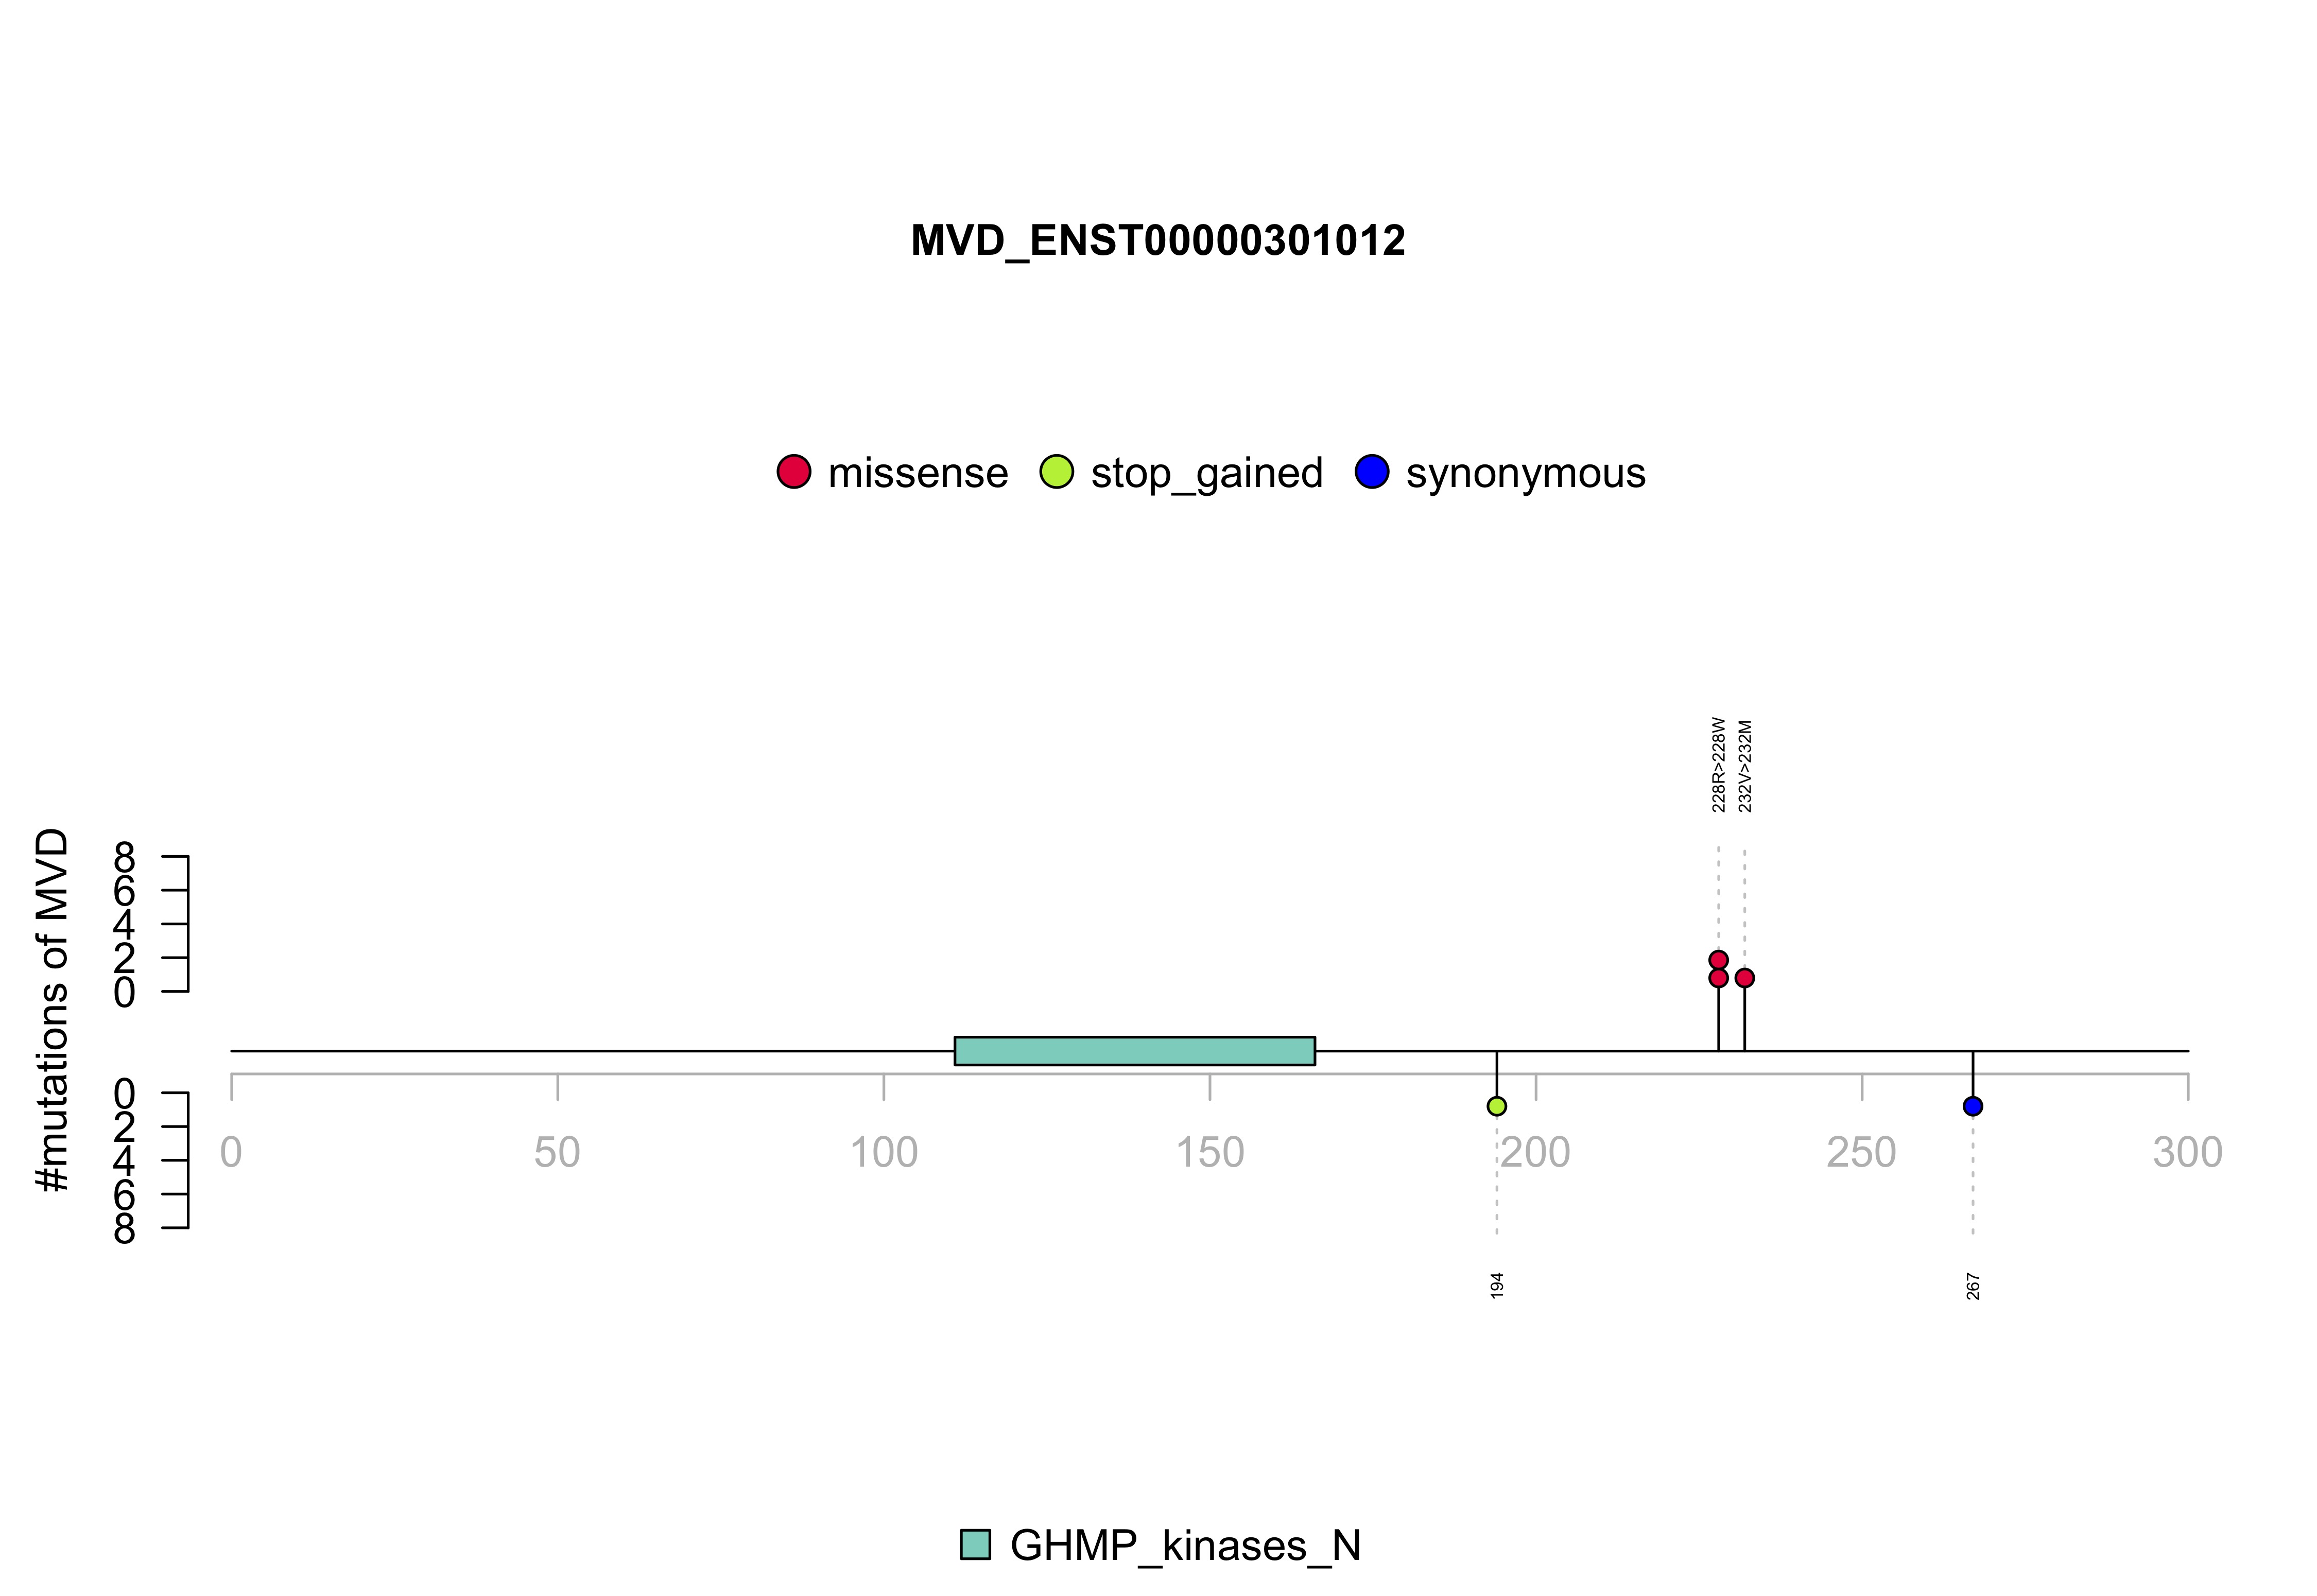 MVD_ENST00000301012
missense stop_gained synonymous
228R>228W
232V>232M
#mutations of MVD
8
6
4
2
0
0
2
4
6
8
0 50 100 150 200 250 300
194
267
GHMP_kinases_N